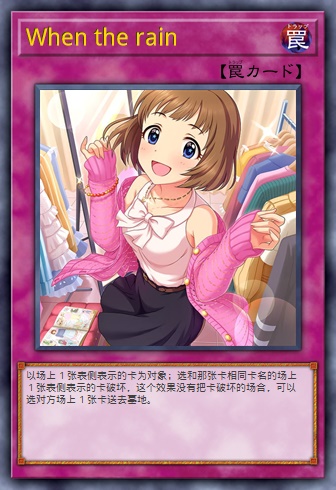 When the rain
トラップ
罠
【罠カード】
以场上１张表侧表示的卡为对象；选和那张卡相同卡名的场上
１张表侧表示的卡破坏，这个效果没有把卡破坏的场合，可以
选对方场上１张卡送去墓地。